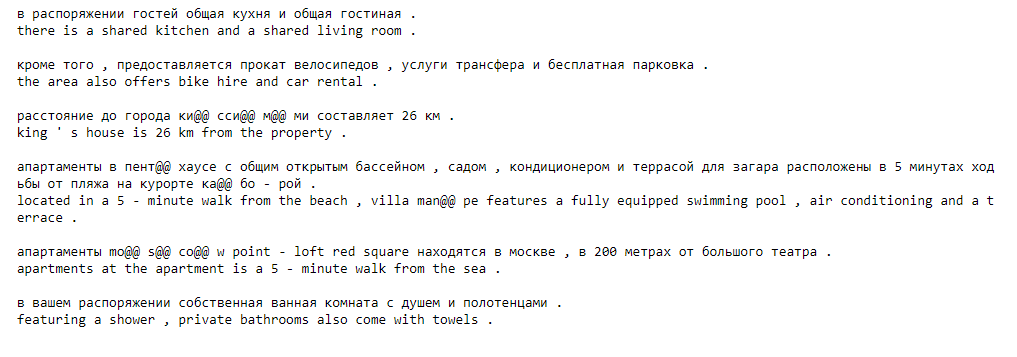 в распоряжении гостей общая кухня и общая гостиная .
there is a shared kitchen and a shared living room .
кроме того , предоставляется прокат велосипедов , услуги трансфера и бесплатная парковка .
the area also offers bike hire and car rental .
расстояние до города ки@@ сси@@ м@@ ми составляет 26 км .
king ' s house is 26 km from the property .
апартаменты в пент@@ хаусе с общим открытым бассейном , садом , кондиционером и террасой для загара расположены в 5 минутах ход
ьбы от пляжа на курорте ка@@ бо - рой .
located in a 5 - minute walk from the beach , villa man@@ pe features a fully equipped swimming pool , air conditioning and a t
errace .
апартаменты mo@@ s@@ co@@ w point - loft red square находятся в москве , в 200 метрах от большого театра .
apartments at the apartment is a 5 - minute walk from the sea .
в вашем распоряжении собственная ванная комната с душем и полотенцами .
featuring a shower , private bathrooms also come with towels .